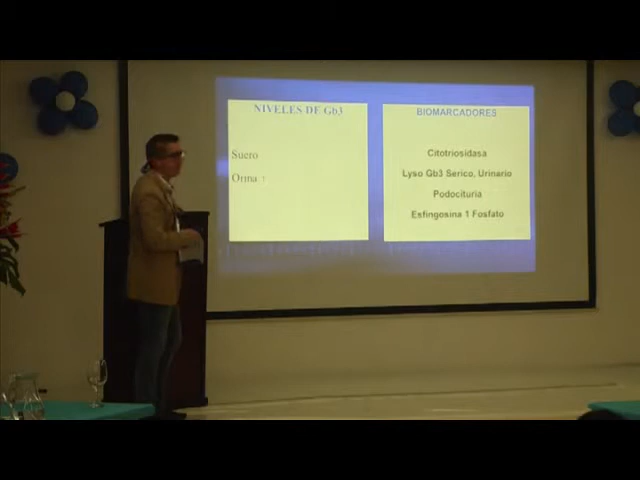 NIVELES DE Gb3
Suero
Orina ↑
BIOMARCADORES
Citotriosidasa
Lyso Gb3 Serico, Urinario
Podocituria
Esfingosina 1 Fosfato